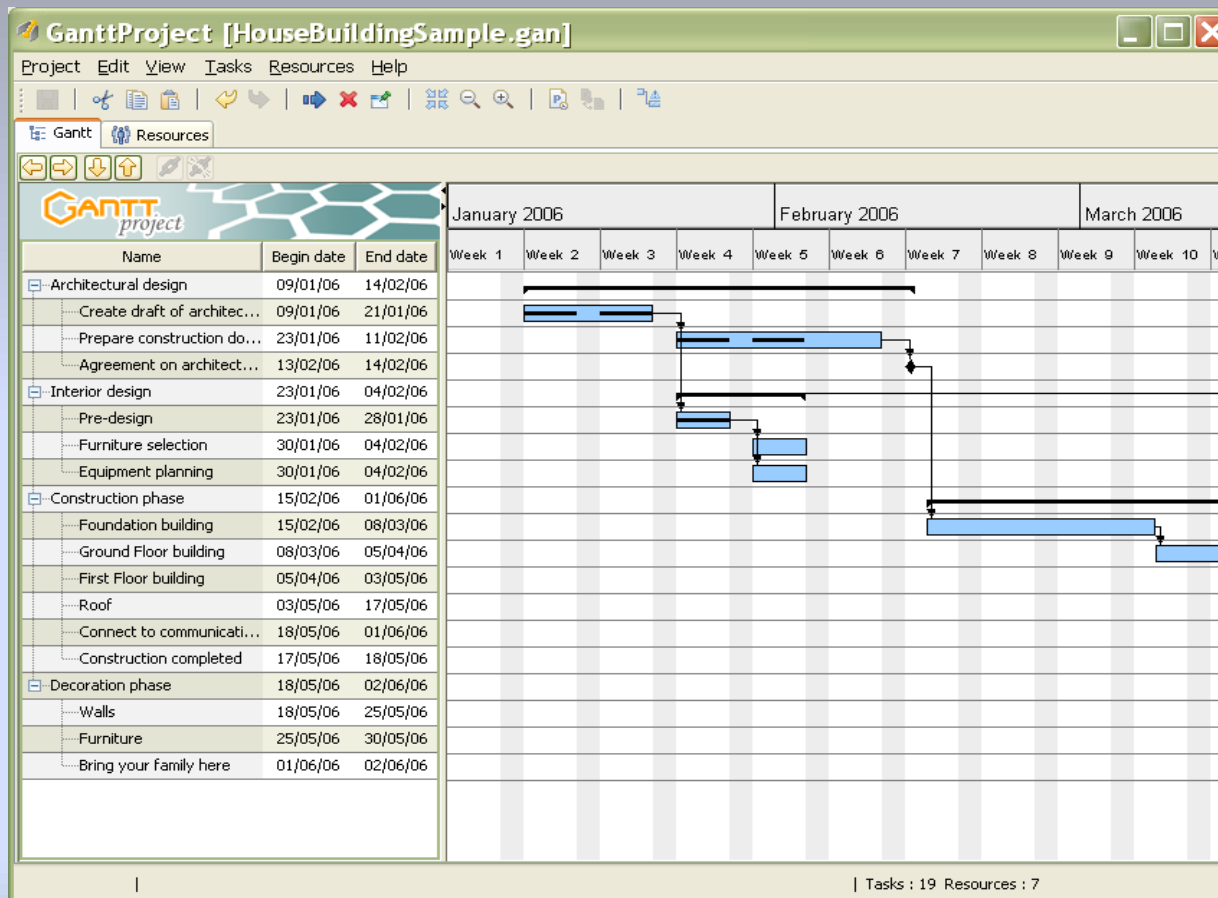 GanttProject [HouseBuildingSample.gan]
Project Edit View Tasks Resources Help
Gantt Resources
GANTT
project
January 2006 February 2006 March 2006
Name Begin date End date Week 1 Week 2 Week 3 Week 4 Week 5 Week 6 Week 7 Week 8 Week 9 Week 10
Architectural design 09/01/06 14/02/06
Create draft of architec... 09/01/06 21/01/06
Prepare construction do... 23/01/06 11/02/06
Agreement on architect... 13/02/06 14/02/06
Interior design 23/01/06 04/02/06
Pre-design 23/01/06 28/01/06
Furniture selection 30/01/06 04/02/06
Equipment planning 30/01/06 04/02/06
Construction phase 15/02/06 01/06/06
Foundation building 15/02/06 08/03/06
Ground Floor building 08/03/06 05/04/06
First Floor building 05/04/06 03/05/06
Roof 03/05/06 17/05/06
Connect to communicati... 18/05/06 01/06/06
Construction completed 17/05/06 18/05/06
Decoration phase 18/05/06 02/06/06
Walls 18/05/06 25/05/06
Furniture 25/05/06 30/05/06
Bring your family here 01/06/06 02/06/06
Tasks : 19 Resources : 7